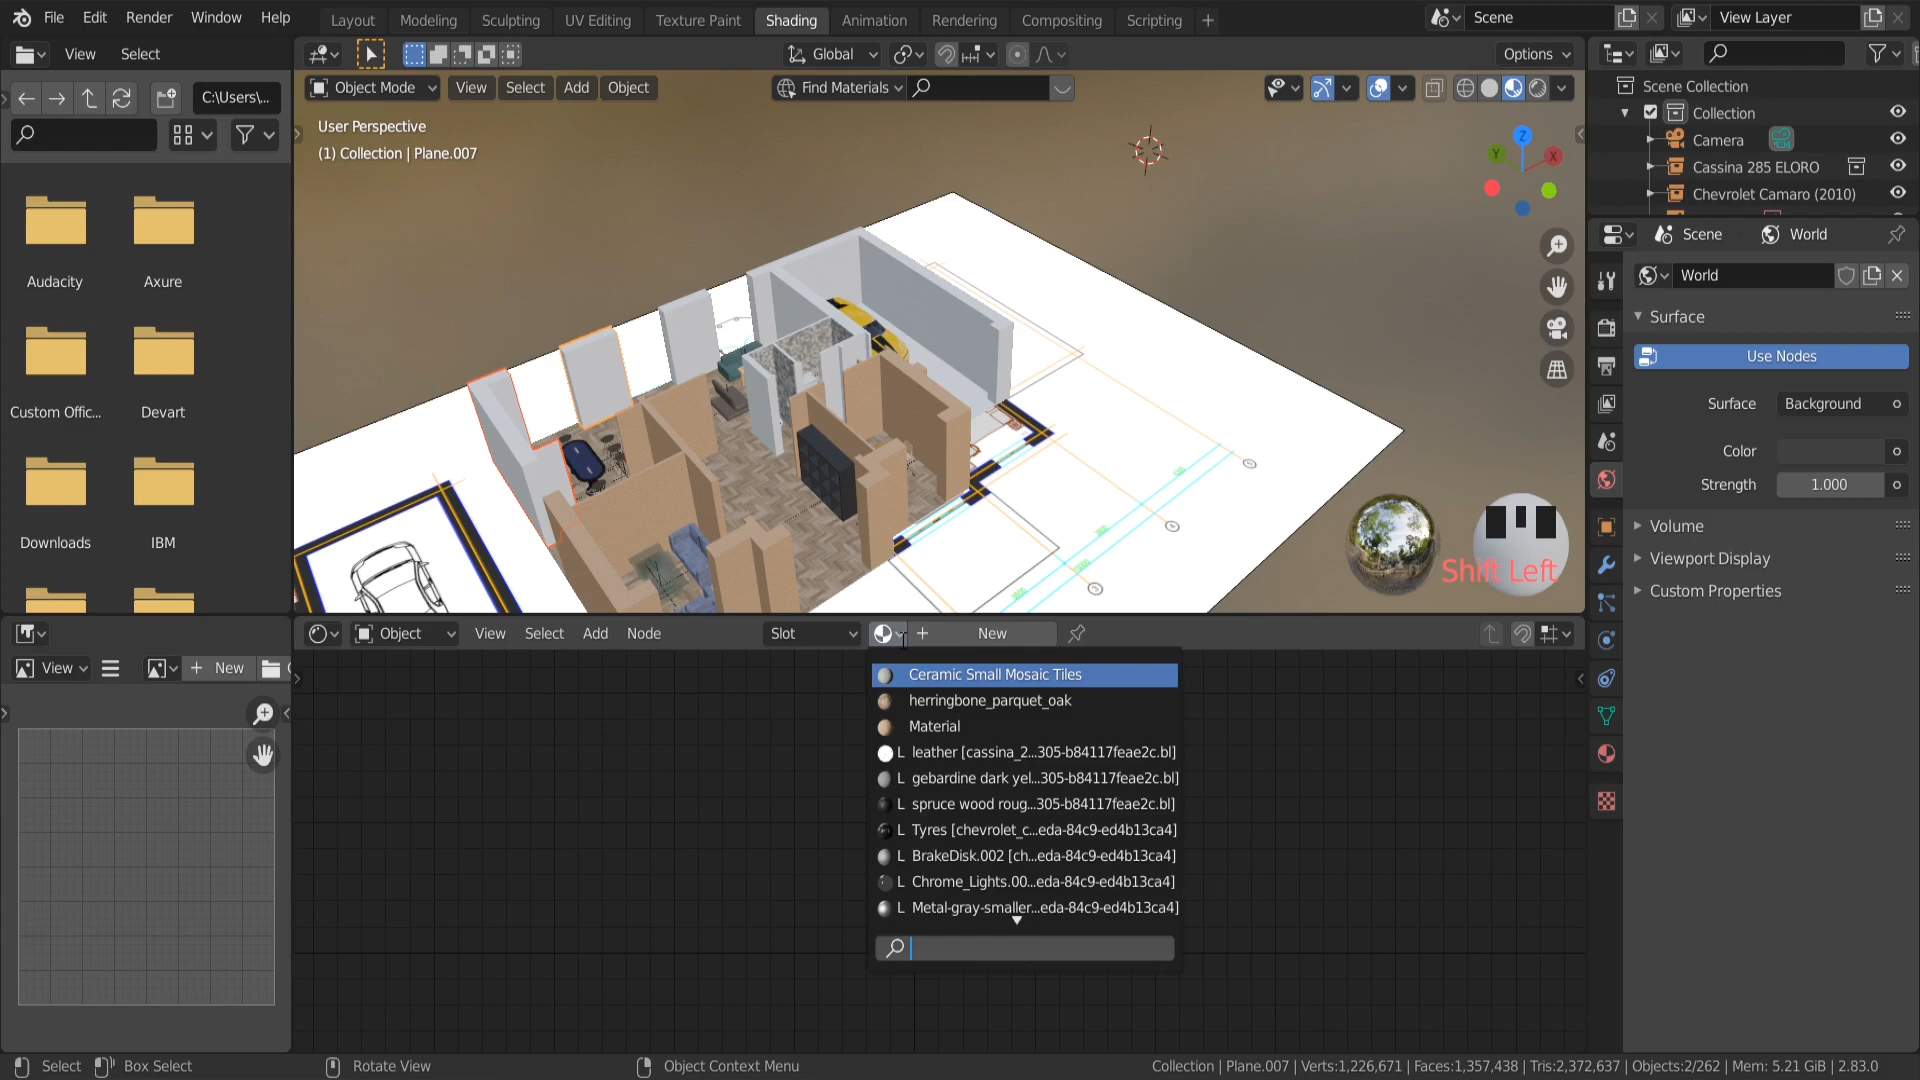 File Edit Render Window Help Layout Modeling Sculpting UV Editing Texture Paint Shading Animation Rendering Compositing Scripting Scene View Layer
View Select Global Options
Scene Collection
C:\Users\... Object Mode View Select Add Object Find Materials
Collection
User Perspective
(1) Collection | Plane.007
Camera
Cassina 285 ELORO
Chevrolet Camaro (2010)
Z
Y
X
Scene World
World
Surface
Use Nodes
Surface Background
Color
Strength 1.000
Volume
Viewport Display
Custom Properties
Audacity Axure
Custom Offic... Devart
Downloads IBM
Shift Left
Object View Select Add Node Slot New
View New
Ceramic Small Mosaic Tiles
herringbone_parquet_oak
Material
L leather [cassina_2...305-b84117feae2c.bl]
L gebardine dark yel...305-b84117feae2c.bl]
L spruce wood roug...305-b84117feae2c.bl]
L Tyres [chevrolet_c...eda-84c9-ed4b13ca4]
L BrakeDisk.002 [ch...eda-84c9-ed4b13ca4]
L Chrome_Lights.00...eda-84c9-ed4b13ca4]
L Metal-gray-smaller...eda-84c9-ed4b13ca4]
Select Box Select Rotate View Object Context Menu Collection | Plane.007 | Verts:1,226,671 | Faces:1,357,438 | Tris:2,372,637 | Objects:2/262 | Mem: 5.21 GiB | 2.83.0